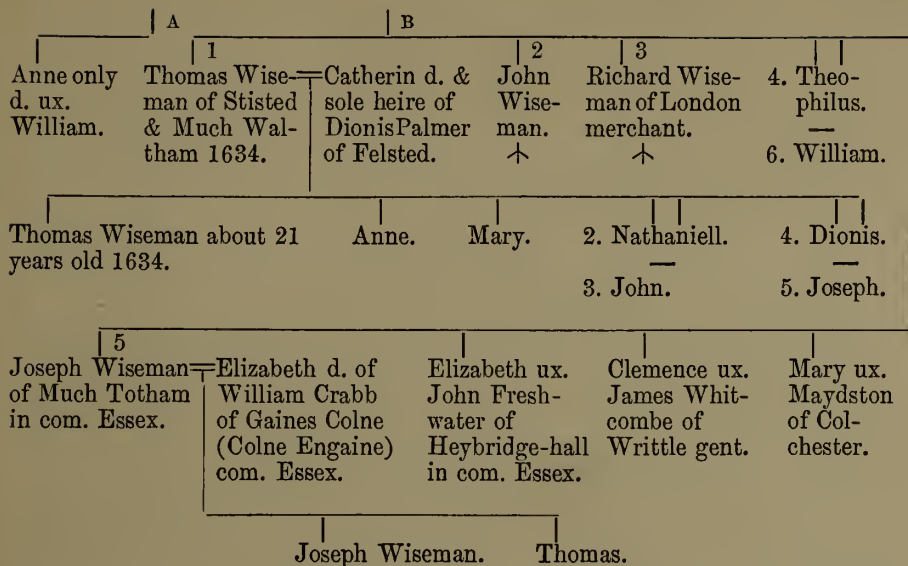 A B
1 2 3
Anne only Thomas Wise-=Catherin d. & John Richard Wise- 4. Theo-
d. ux. man of Stisted sole heire of Wise- man of London philus.
William. & Much Wal- Dionis Palmer man. merchant. —
tham 1634. of Felsted. 6. William.
Thomas Wiseman about 21 Anne. Mary. 2. Nathaniell. 4. Dionis.
years old 1634. — —
3. John. 5. Joseph.
5
Joseph Wiseman=Elizabeth d. of Elizabeth ux. Clemence ux. Mary ux.
of Much Totham William Crabb John Fresh- James Whit- Maydston
in com. Essex. of Gaines Colne water of combe of of Col-
(Colne Engaine) Heybridge-hall Writtle gent. chester.
com. Essex. in com. Essex.
Joseph Wiseman. Thomas.